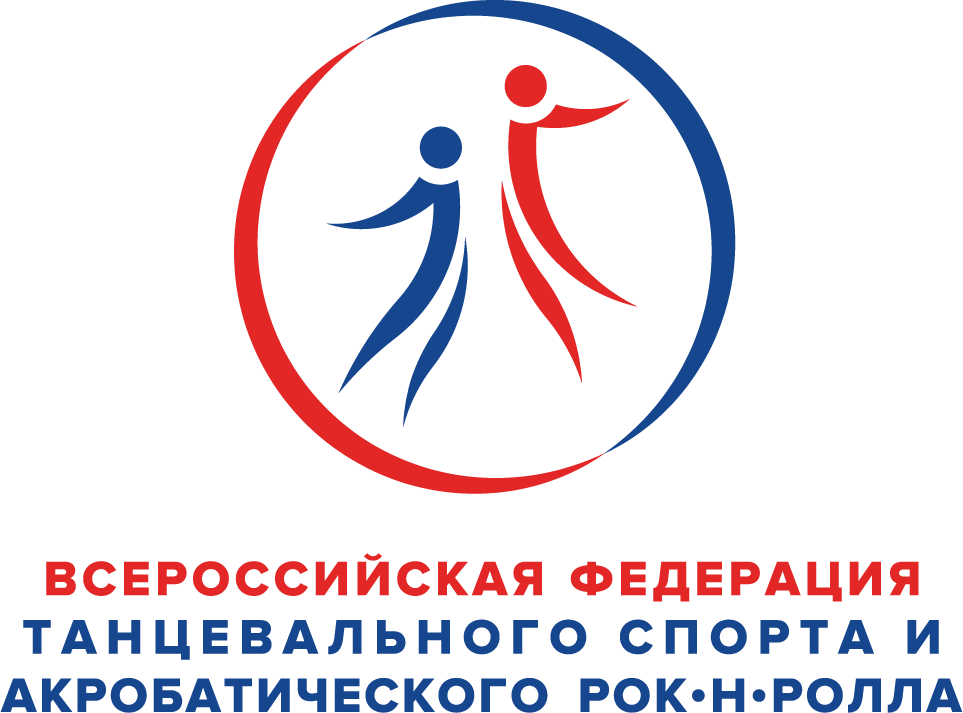 ВСЕРОССИЙСКАЯ ФЕДЕРАЦИЯ
ТАНЦЕВАЛЬНОГО СПОРТА И
АКРОБАТИЧЕСКОГО РОК•Н•РОЛЛА